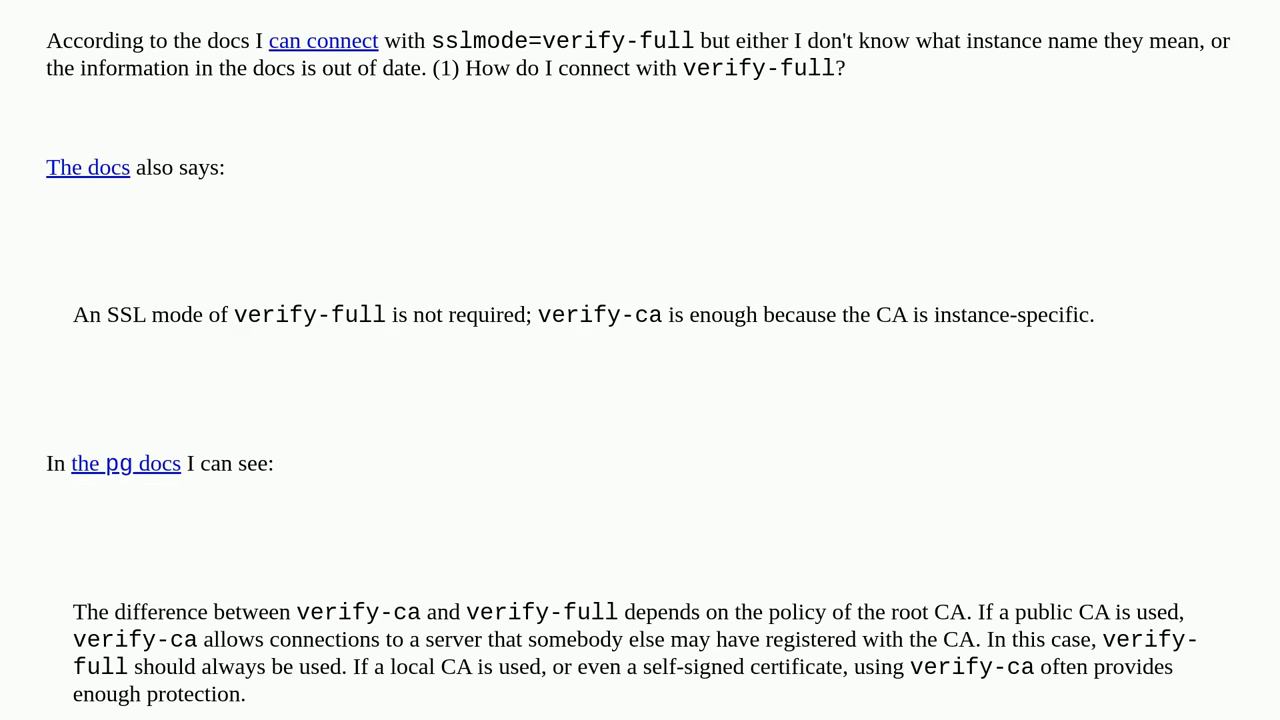 According to the docs I can connect with sslmode=verify-full but either I don't know what instance name they mean, or
the information in the docs is out of date. (1) How do I connect with verify-full?
The docs also says:
An SSL mode of verify-full is not required; verify-ca is enough because the CA is instance-specific.
In the pg docs I can see:
The difference between verify-ca and verify-full depends on the policy of the root CA. If a public CA is used,
verify-ca allows connections to a server that somebody else may have registered with the CA. In this case, verify-
full should always be used. If a local CA is used, or even a self-signed certificate, using verify-ca often provides
enough protection.